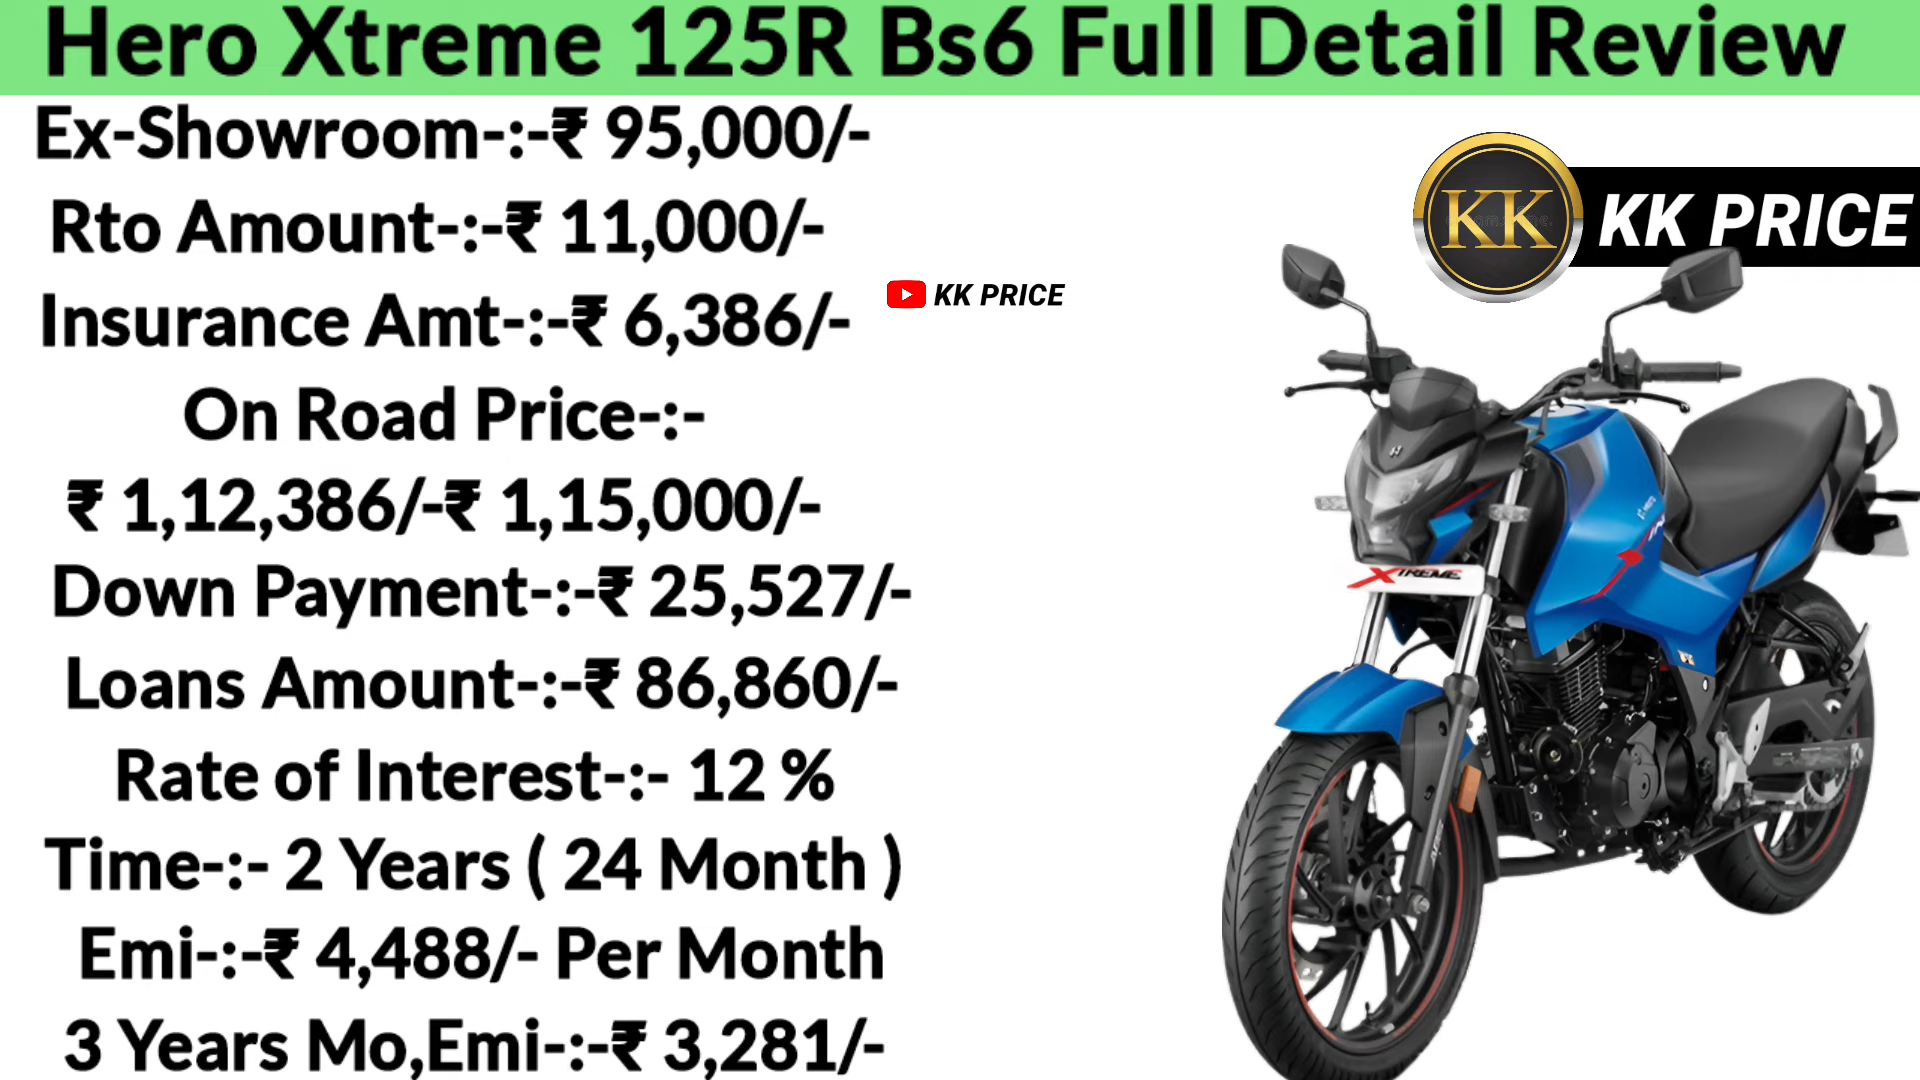 Hero Xtreme 125R Bs6 Full Detail Review
Ex-Showroom-:-₹ 95,000/-
Rto Amount-:-₹ 11,000/-
Insurance Amt-:-₹ 6,386/-
On Road Price-:-
₹ 1,12,386/-₹ 1,15,000/-
Down Payment-:-₹ 25,527/-
Loans Amount-:-₹ 86,860/-
Rate of Interest-:- 12 %
Time-:- 2 Years ( 24 Month )
Emi-:-₹ 4,488/- Per Month
3 Years Mo,Emi-:-₹ 3,281/-
KK PRICE
KK
KK PRICE
XTREME